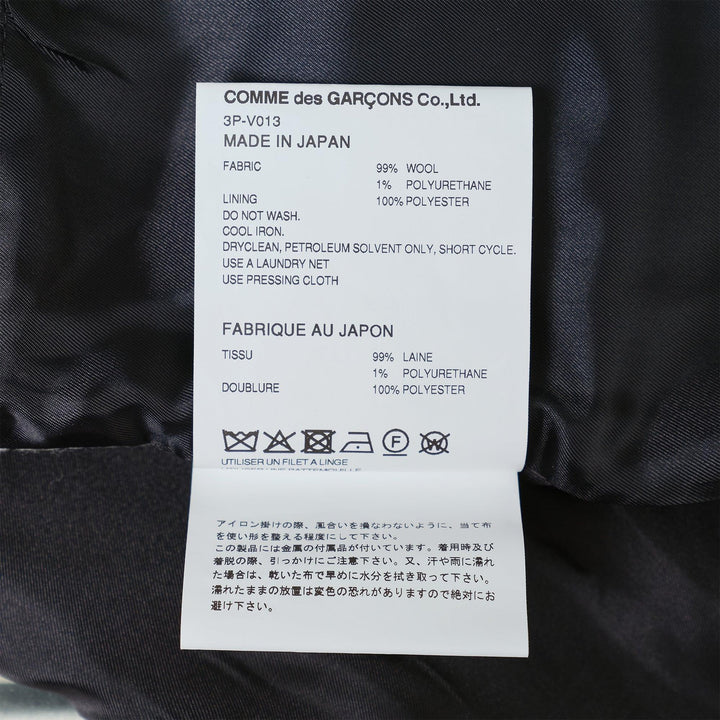 COMME des GARÇONS Co.,Ltd.
3P-V013
MADE IN JAPAN
FABRIC 99% WOOL
1% POLYURETHANE
LINING 100% POLYESTER
DO NOT WASH.
COOL IRON.
DRYCLEAN, PETROLEUM SOLVENT ONLY, SHORT CYCLE.
USE A LAUNDRY NET
USE PRESSING CLOTH
FABRIQUE AU JAPON
TISSU 99% LAINE
1% POLYURETHANE
DOUBLURE 100% POLYESTER
F W
UTILISER UN FILET A LINGE
UTILISER UNE PATTEMOUILLE
アイロン掛けの際、風合いを損なわないように、当て布
を使い形を整える程度にして下さい。
この製品には金属の付属品が付いています。着用時及び
着脱の際、引っかけにご注意下さい。又、汗や雨に濡れ
た場合は、乾いた布で早めに水分を拭き取って下さい。
濡れたままの放置は変色の恐れがありますので絶対にお
避け下さい。